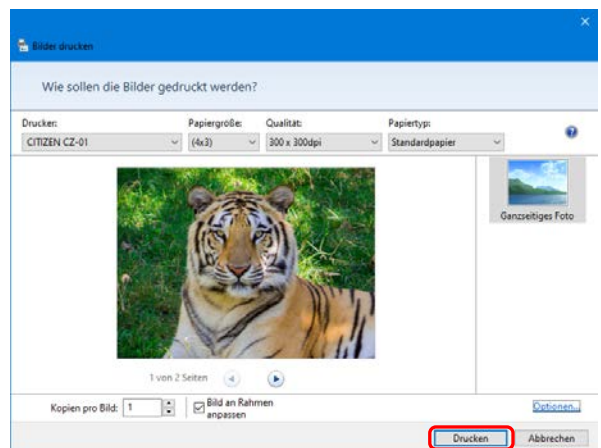 Bilder drucken
Wie sollen die Bilder gedruckt werden?
Drucker: Papiergröße: Qualität: Papiertyp:
CITIZEN CZ-01 (4x3) 300 x 300dpi Standardpapier
Ganzseitiges Foto
1 von 2 Seiten
Kopien pro Bild: 1 Bild an Rahmen
anpassen
Optionen...
Drucken Abbrechen